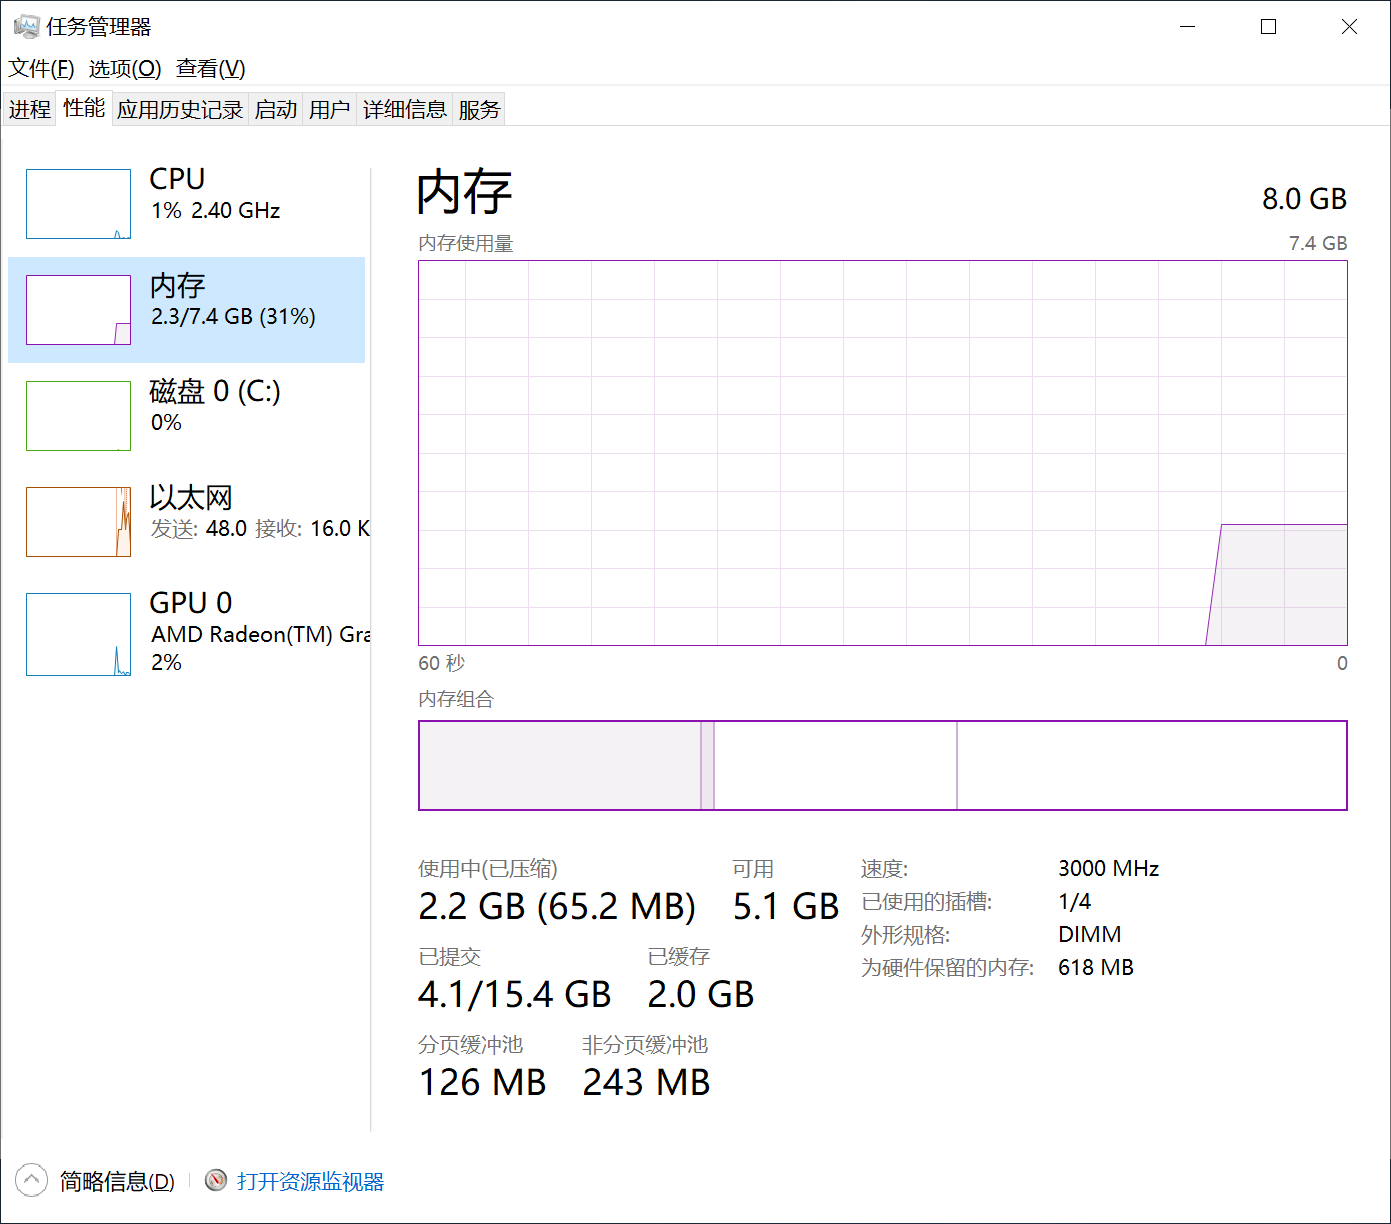 任务管理器
文件(F) 选项(O) 查看(V)
进程 性能 应用历史记录 启动 用户 详细信息 服务
CPU
1% 2.40 GHz
内存
2.3/7.4 GB (31%)
磁盘 0 (C:)
0%
以太网
发送: 48.0 接收: 16.0 K
GPU 0
AMD Radeon(TM) Gra
2%
内存 8.0 GB
内存使用量 7.4 GB
60 秒 0
内存组合
使用中(已压缩) 可用
2.2 GB (65.2 MB) 5.1 GB
已提交 已缓存
4.1/15.4 GB 2.0 GB
分页缓冲池 非分页缓冲池
126 MB 243 MB
速度: 3000 MHz
已使用的插槽: 1/4
外形规格: DIMM
为硬件保留的内存: 618 MB
简略信息(D) 打开资源监视器